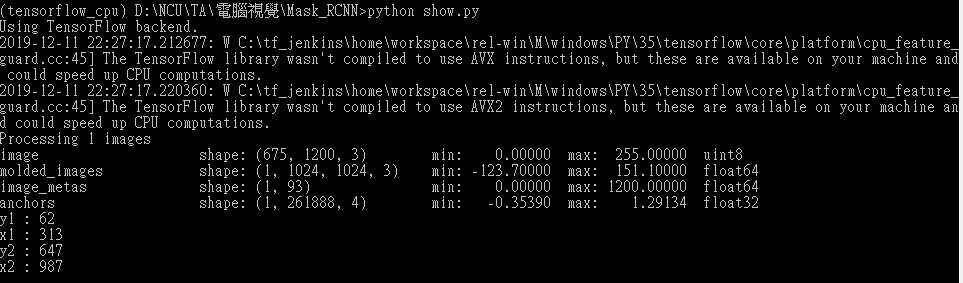 (tensorflow_cpu) D:\NCU\TA\電腦視覺\Mask_RCNN>python show.py
Using TensorFlow backend.
2019-12-11 22:27:17.212677: W C:\tf_jenkins\home\workspace\rel-win\M\windows\PY\35\tensorflow\core\platform\cpu_feature_
guard.cc:45] The TensorFlow library wasn't compiled to use AVX instructions, but these are available on your machine and
 could speed up CPU computations.
2019-12-11 22:27:17.220360: W C:\tf_jenkins\home\workspace\rel-win\M\windows\PY\35\tensorflow\core\platform\cpu_feature_
guard.cc:45] The TensorFlow library wasn't compiled to use AVX2 instructions, but these are available on your machine an
d could speed up CPU computations.
Processing 1 images
image                    shape: (675, 1200, 3)        min:    0.00000  max:  255.00000  uint8
molded_images            shape: (1, 1024, 1024, 3)    min: -123.70000  max:  151.10000  float64
image_metas              shape: (1, 93)               min:    0.00000  max: 1200.00000  float64
anchors                  shape: (1, 261888, 4)        min:   -0.35390  max:    1.29134  float32
y1 : 62
x1 : 313
y2 : 647
x2 : 987